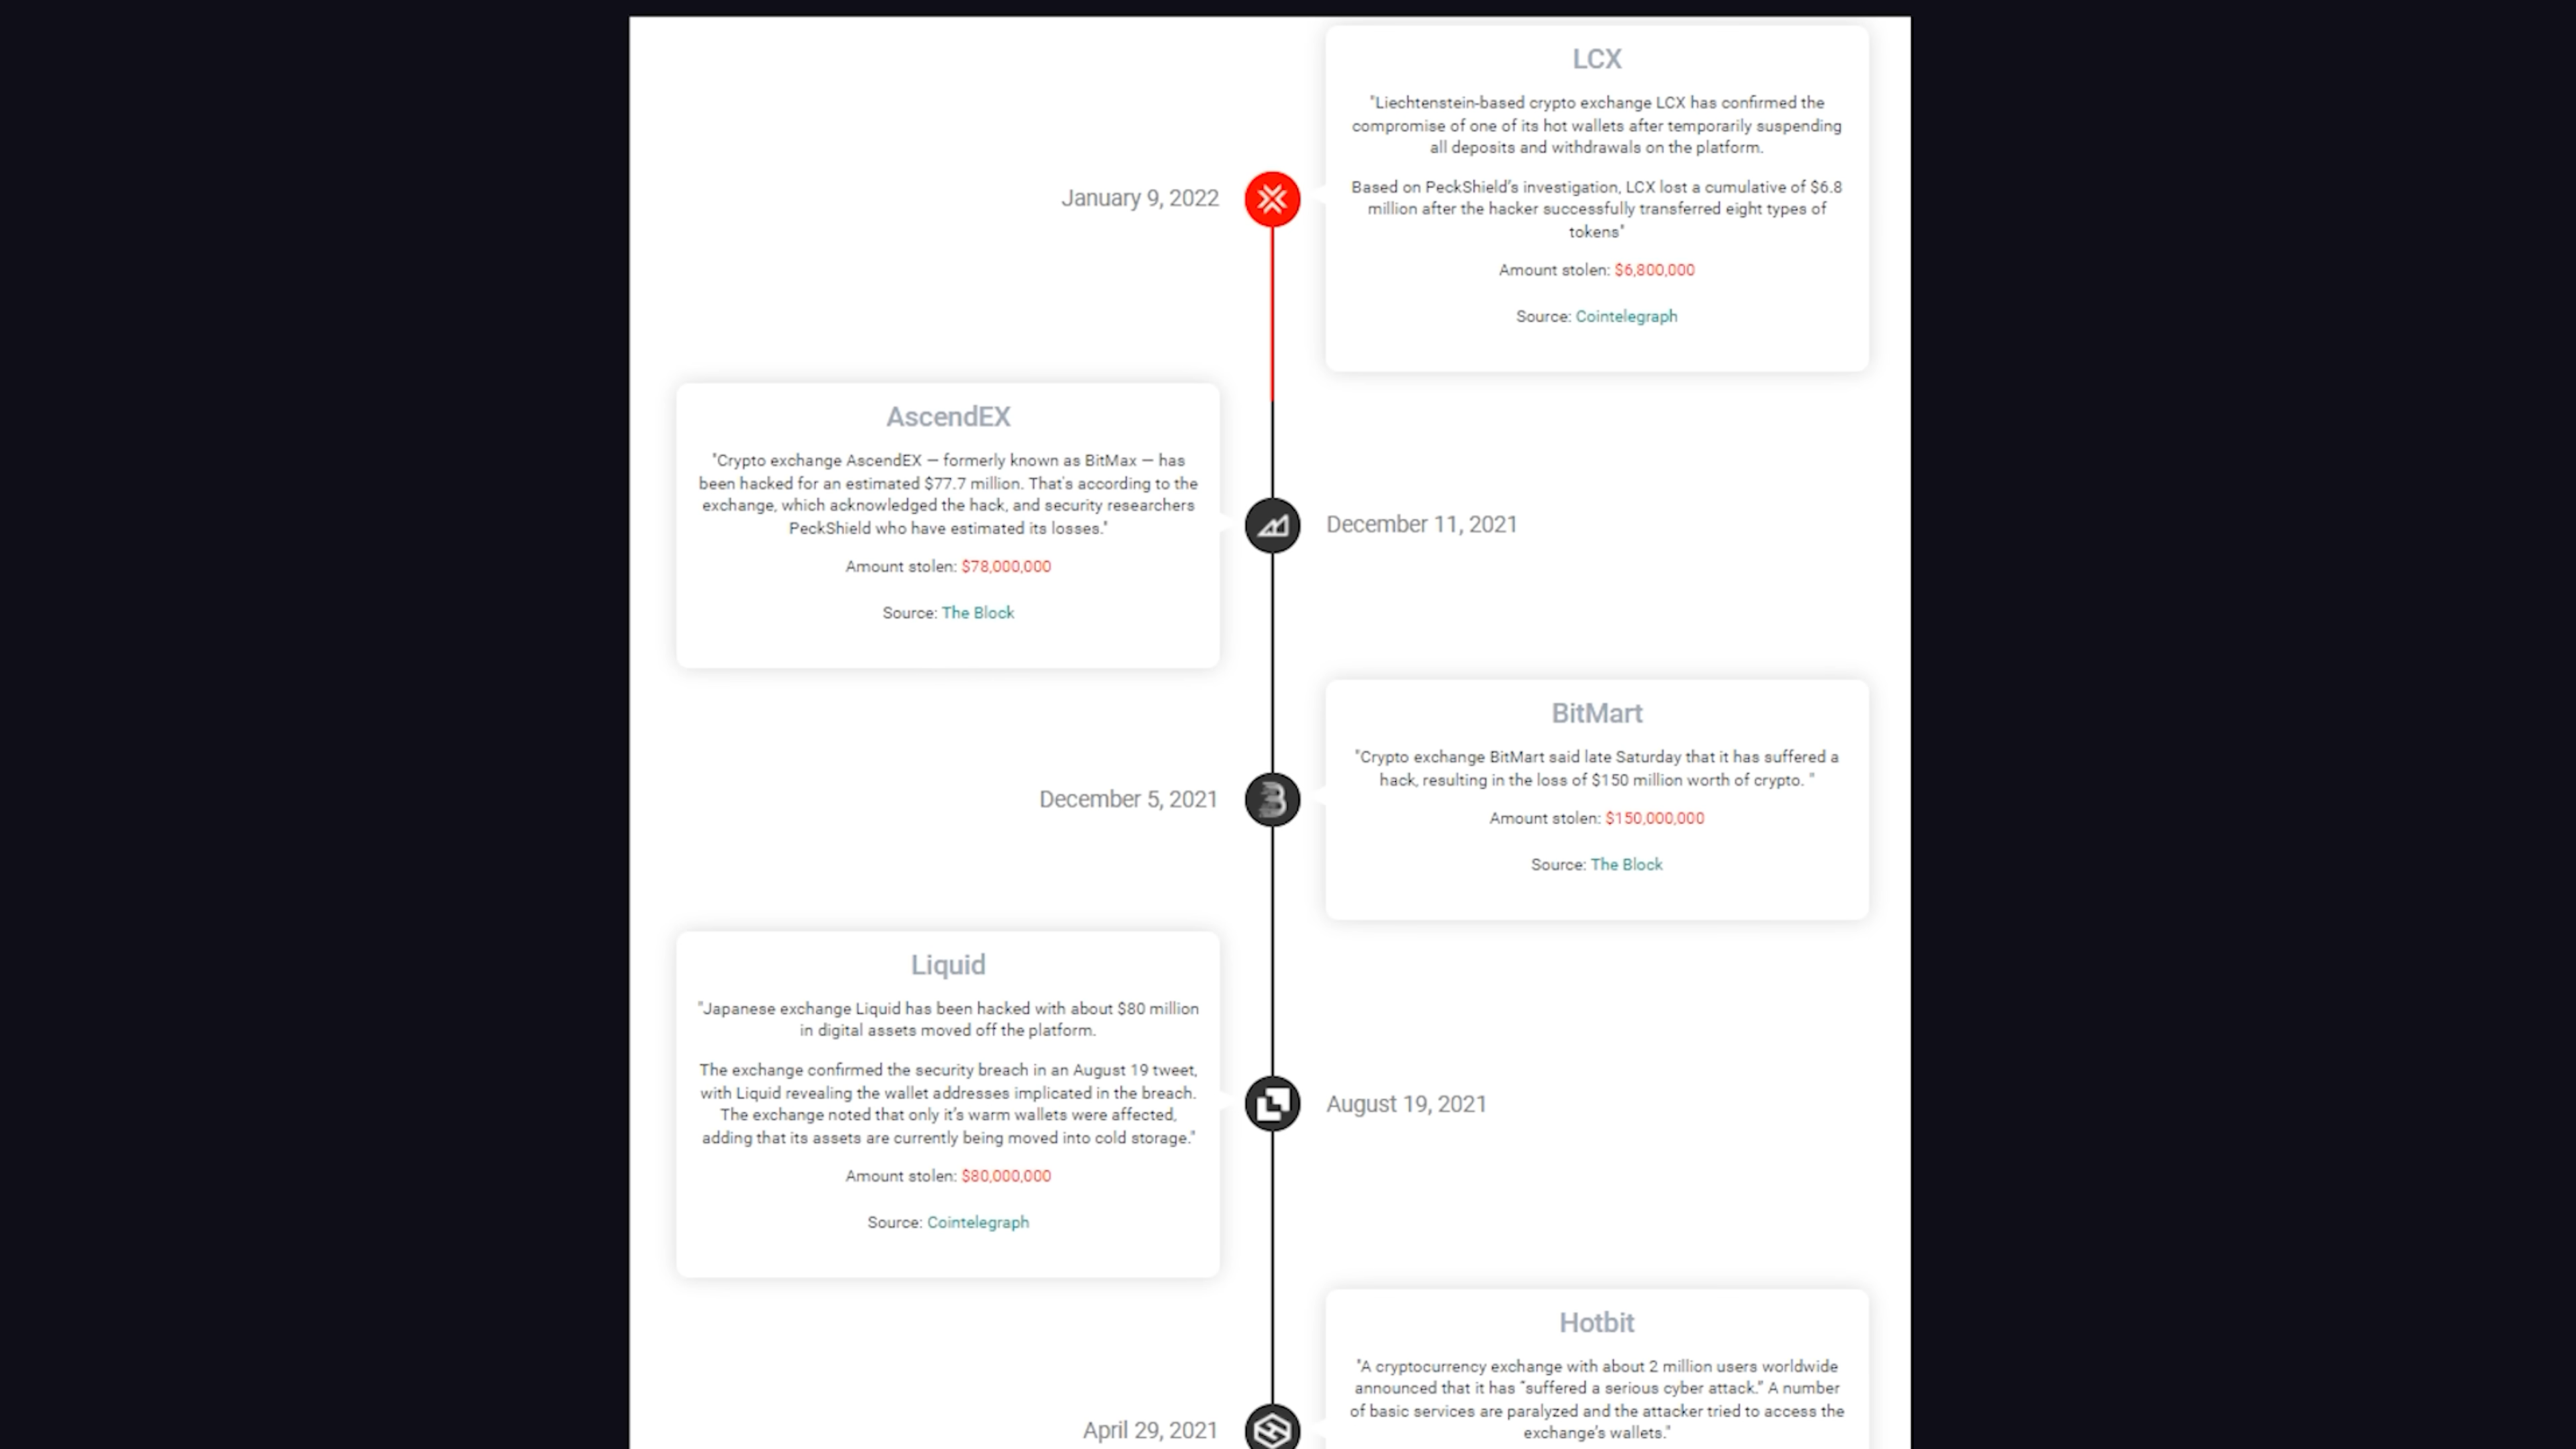 LCX
"Liechtenstein-based crypto exchange LCX has confirmed the
compromise of one of its hot wallets after temporarily suspending
all deposits and withdrawals on the platform.
Based on PeckShield's investigation, LCX lost a cumulative of $6.8
million after the hacker successfully transferred eight types of
tokens"
Amount stolen: $6,800,000
Source: Cointelegraph
January 9, 2022
AscendEX
"Crypto exchange AscendEX — formerly known as BitMax — has
been hacked for an estimated $77.7 million. That's according to the
exchange, which acknowledged the hack, and security researchers
PeckShield who have estimated its losses."
Amount stolen: $78,000,000
Source: The Block
December 11, 2021
BitMart
"Crypto exchange BitMart said late Saturday that it has suffered a
hack, resulting in the loss of $150 million worth of crypto. "
Amount stolen: $150,000,000
Source: The Block
December 5, 2021
Liquid
"Japanese exchange Liquid has been hacked with about $80 million
in digital assets moved off the platform.
The exchange confirmed the security breach in an August 19 tweet,
with Liquid revealing the wallet addresses implicated in the breach.
The exchange noted that only it's warm wallets were affected,
adding that its assets are currently being moved into cold storage."
Amount stolen: $80,000,000
Source: Cointelegraph
August 19, 2021
Hotbit
"A cryptocurrency exchange with about 2 million users worldwide
announced that it has "suffered a serious cyber attack." A number
of basic services are paralyzed and the attacker tried to access the
exchange's wallets."
April 29, 2021